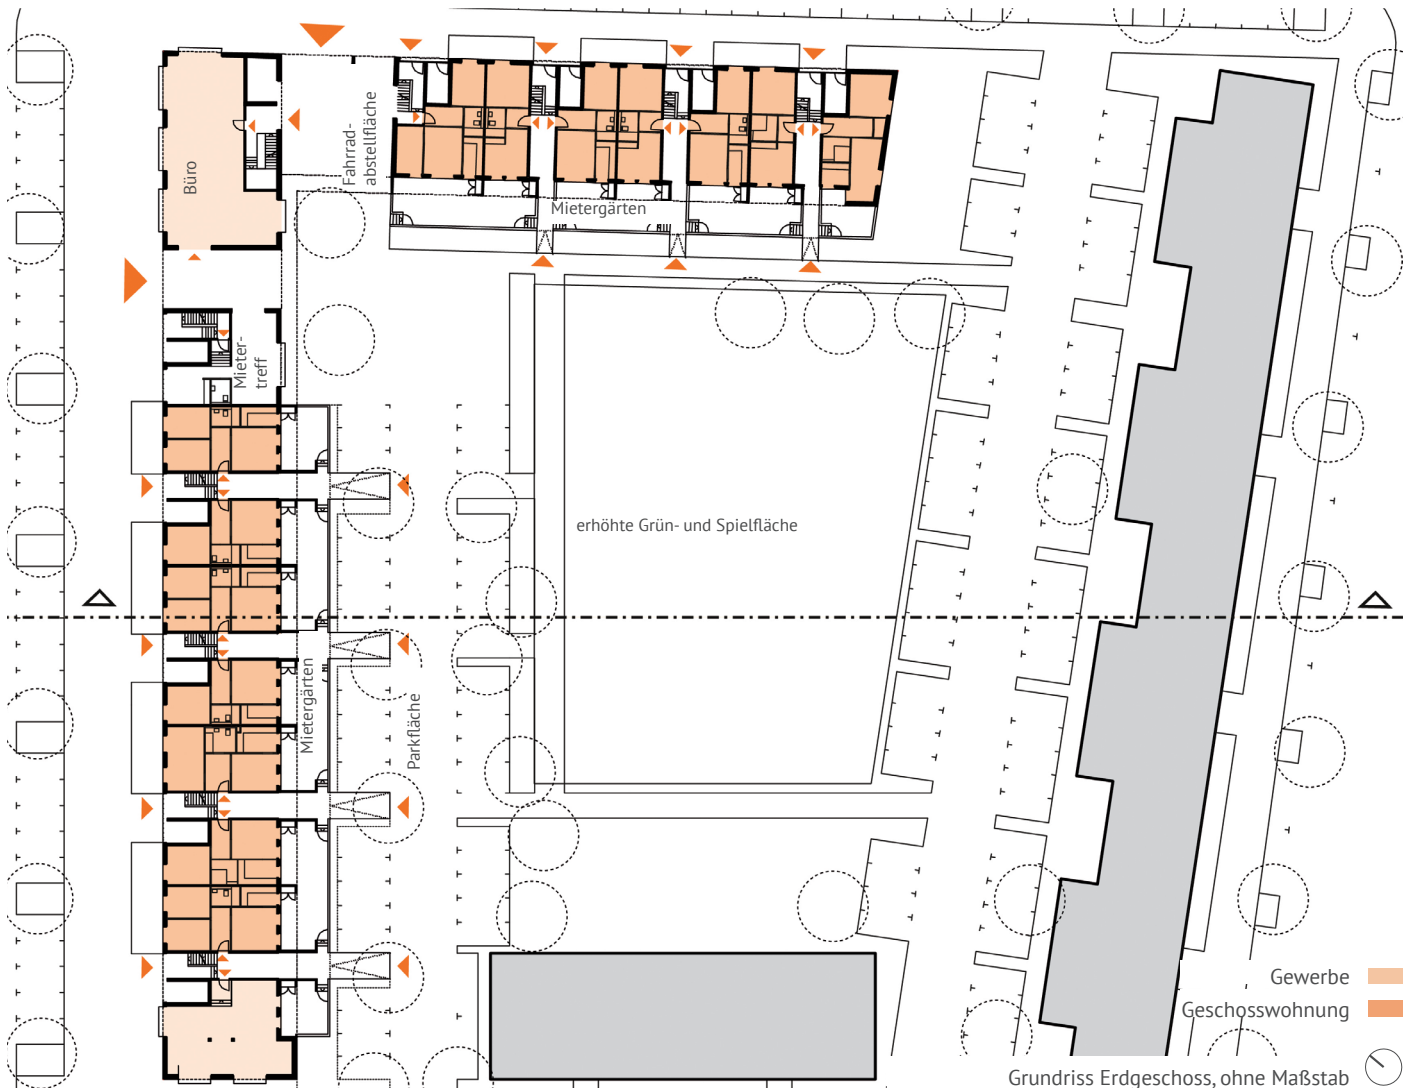 Büro
Fahrrad-
abstellfläche
Mietergärten
Mieter-
treff
erhöhte Grün- und Spielfläche
Mietergärten
Parkfläche
Gewerbe
Geschosswohnung
Grundriss Erdgeschoss, ohne Maßstab